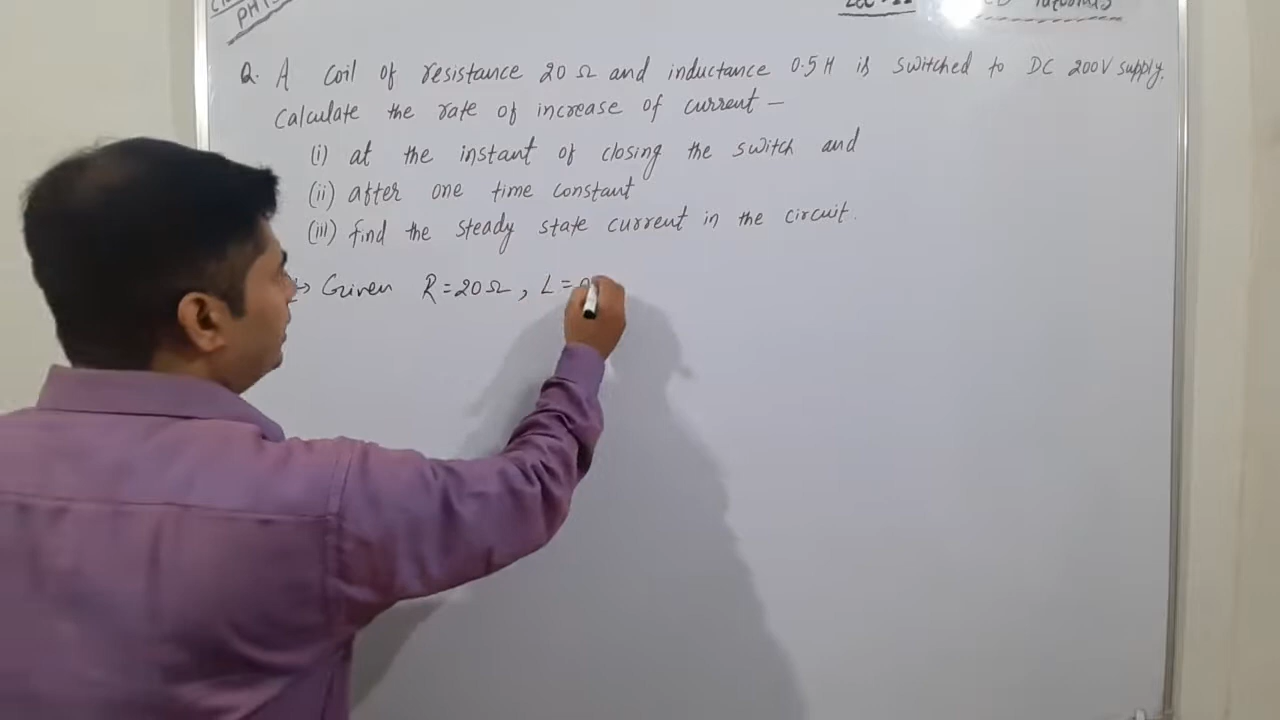 Q. A coil of resistance 20 Ω and inductance 0.5 H is switched to DC 200V supply.
Calculate the rate of increase of current —
(i) at the instant of closing the switch and
(ii) after one time constant
(iii) find the steady state current in the circuit.
Given R = 20 Ω, L =